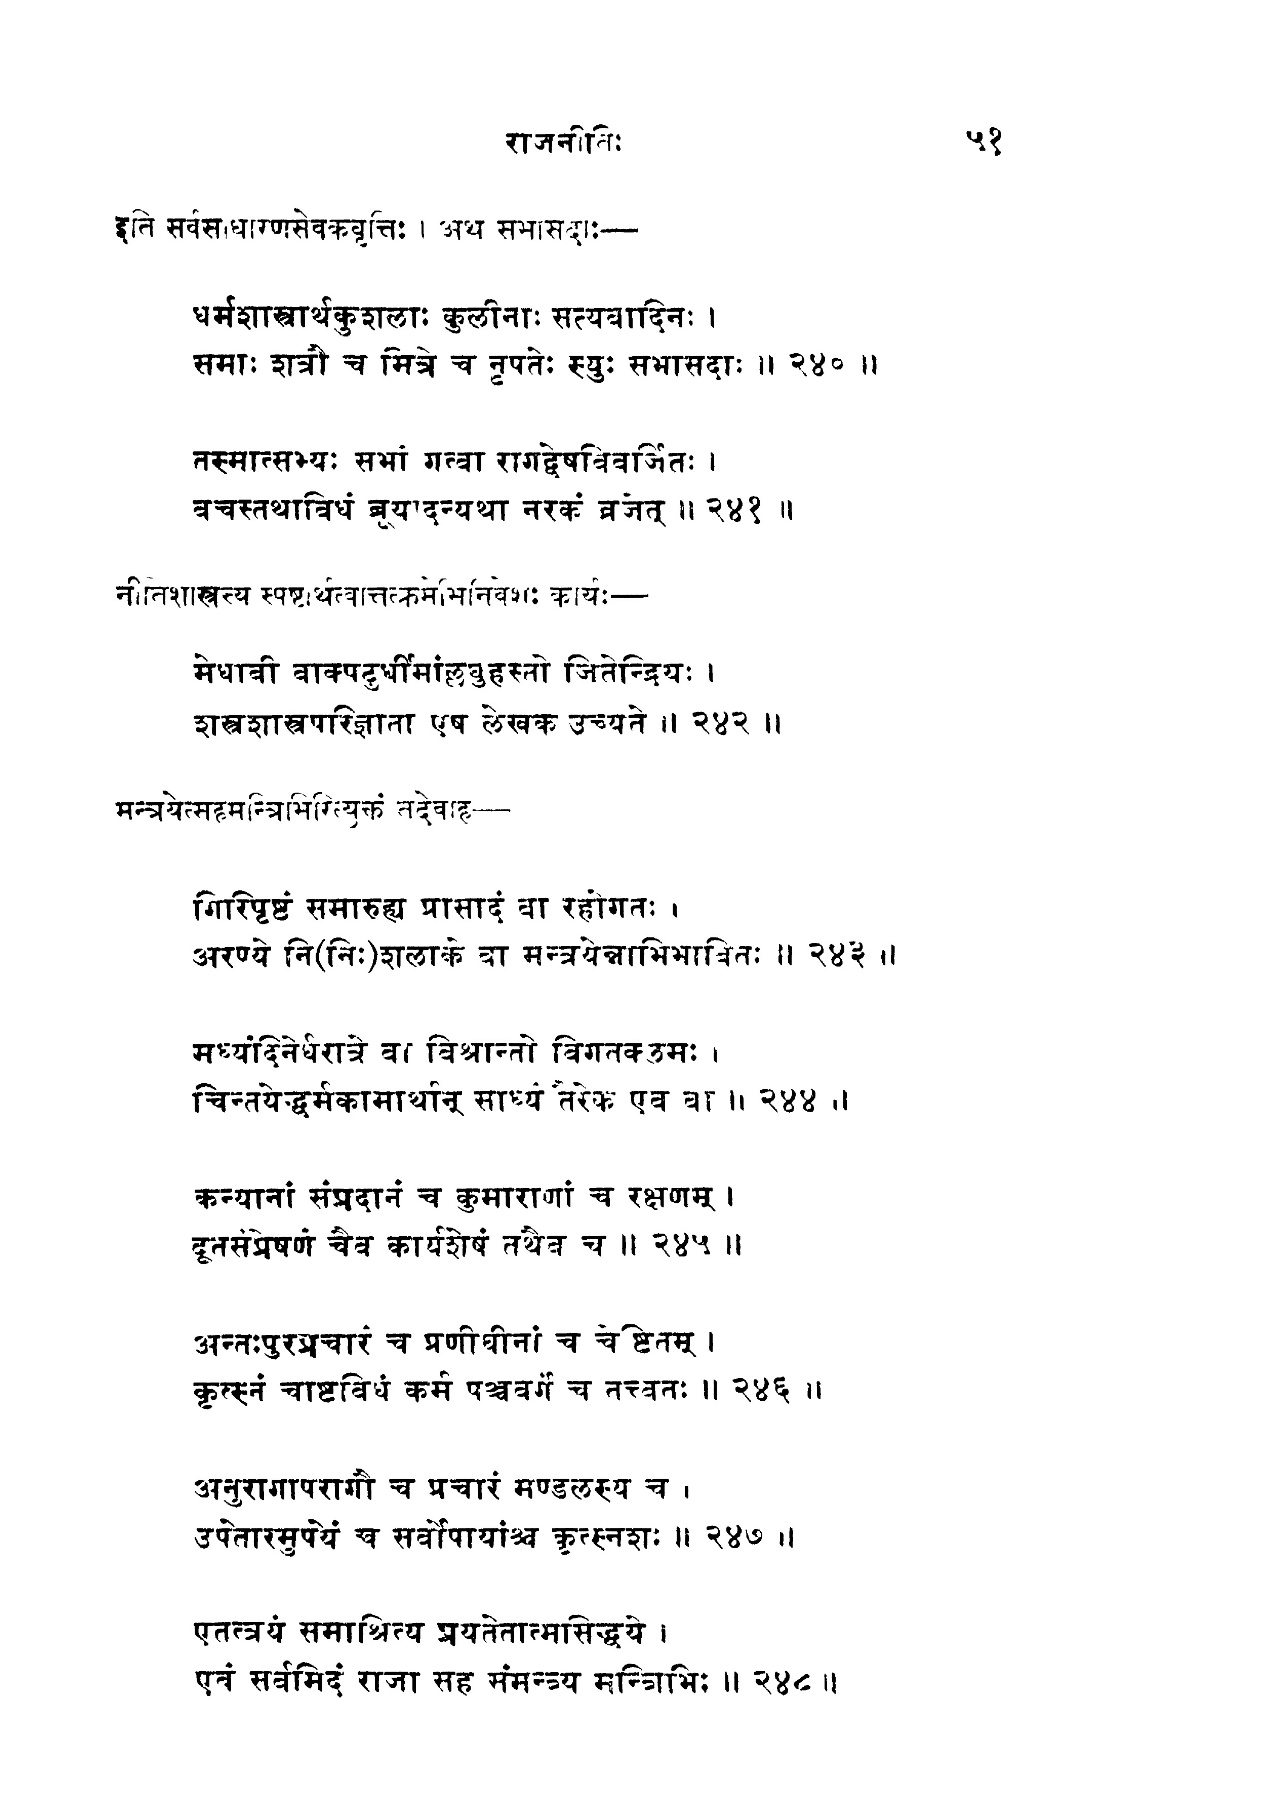 राजनीतिः ५१
इति सर्वसाधारणसेवकवृत्तिः । अथ सभासदाः—
धर्मशास्त्रार्थकुशलाः कुलीनाः सत्यवादिनः ।
समाः शत्रौ च मित्रे च नृपतेः स्युः सभासदाः ॥ २४० ॥
तस्मात्सभ्यः सभां गत्वा रागद्वेषविवर्जितः ।
वचस्तथाविधं ब्रूयादन्यथा नरकं व्रजेत् ॥ २४१ ॥
नीतिशास्त्रस्य स्पष्टार्थत्वात्तत्क्रमेभिनिवेशः कार्यः—
मेधावी वाक्पटुर्धीमांल्लघुहस्तो जितेन्द्रियः ।
शस्त्रशास्त्रपरिज्ञाता एष लेखक उच्यते ॥ २४२ ॥
मन्त्रयेत्सहमन्त्रिभिरित्युक्तं तदेवाह—
गिरिपृष्टं समारुह्य प्रासादं वा रहोगतः ।
अरण्ये नि(निः)शलाके वा मन्त्रयेन्नाभिभावितः ॥ २४३ ॥
मध्यंदिनेर्धरात्रे वा विश्रान्तो विगतक्लमः ।
चिन्तयेद्धर्मकामार्थान् साध्यं तैरेक एव वा ॥ २४४ ॥
कन्यानां संप्रदानं च कुमाराणां च रक्षणम् ।
दूतसंप्रेषणं चैव कार्यशेषं तथैव च ॥ २४५ ॥
अन्तःपुरप्रचारं च प्रणीधीनां च चेष्टितम् ।
कृत्स्नं चाष्टविधं कर्म पञ्चवर्गं च तत्त्वतः ॥ २४६ ॥
अनुरागापरागौ च प्रचारं मण्डलस्य च ।
उपेतारमुपेयं च सर्वोपायांश्च कृत्स्नशः ॥ २४७ ॥
एतत्त्रयं समाश्रित्य प्रयतेतात्मसिद्धये ।
एवं सर्वमिदं राजा सह संमन्त्र्य मन्त्रिभिः ॥ २४८ ॥